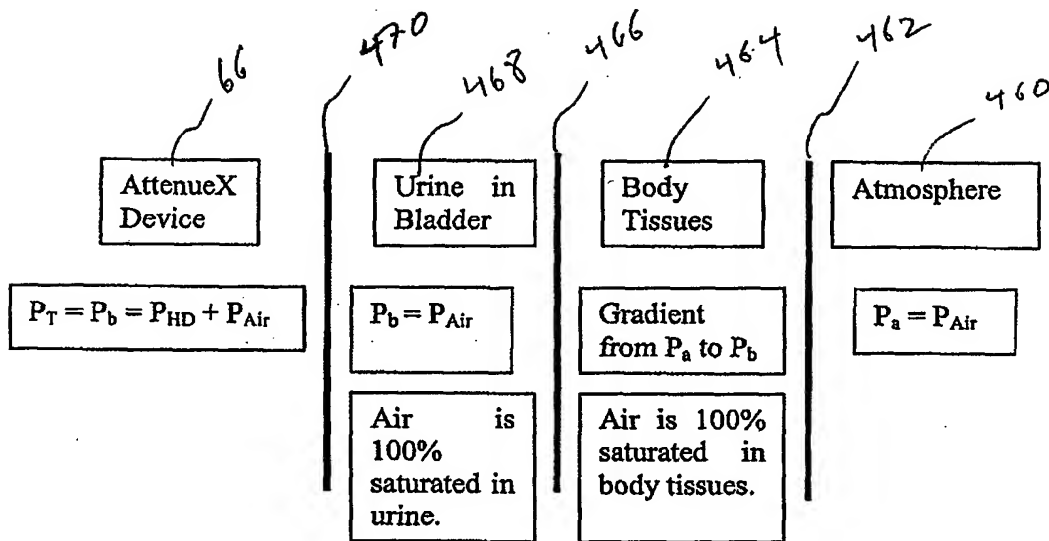 66
470
468
466
464
462
460
AttenueX
Device
Urine in
Bladder
Body
Tissues
Atmosphere
P_T = P_b = P_HD + P_Air
P_b = P_Air
Gradient
from P_a to P_b
P_a = P_Air
Air is
100%
saturated in
urine.
Air is 100%
saturated in
body tissues.